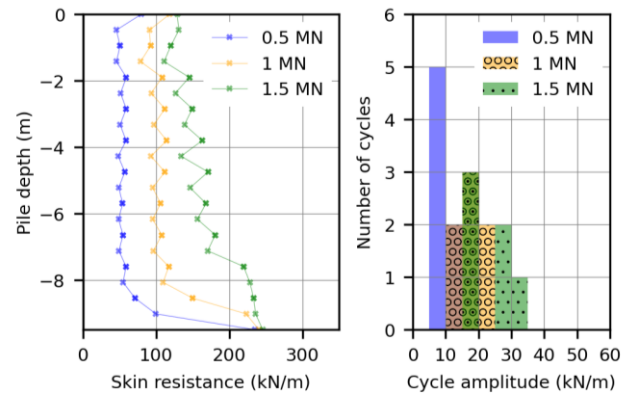 0
−2
−4
−6
−8
Pile depth (m)
0.5 MN
1 MN
1.5 MN
0
100
200
300
Skin resistance (kN/m)
6
5
4
3
2
1
0
Number of cycles
0.5 MN
1 MN
1.5 MN
0
10
20
30
40
50
60
Cycle amplitude (kN/m)